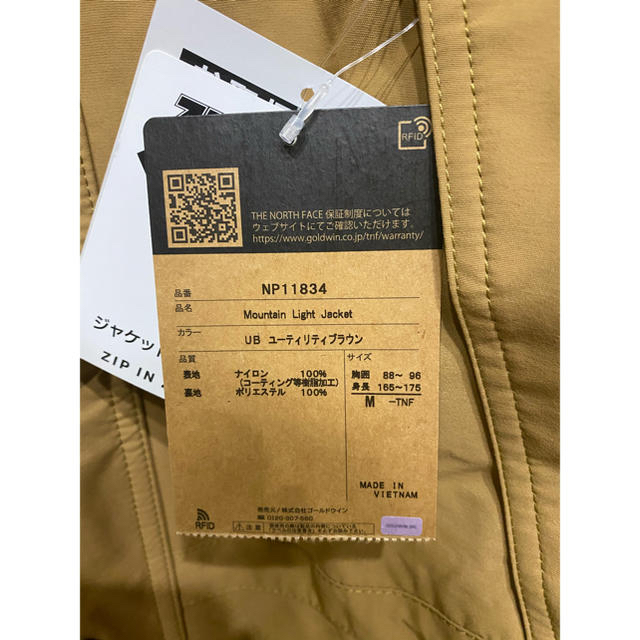 RFID
THE NORTH FACE 保証制度については
ウェブサイトにてご確認いただけます。
https://www.goldwin.co.jp/tnf/warranty/
品番 NP11834
品名 Mountain Light Jacket
カラー UB ユーティリティブラウン
品質 サイズ
表地 ナイロン 100% 胸囲 88～ 96
(コーティング等樹脂加工) 身長 165～175
裏地 ポリエステル 100% M -TNF
MADE IN
VIETNAM
発売元/株式会社ゴールドウイン
0120-307-560
RFID
注意
ジャケット
ZIP IN